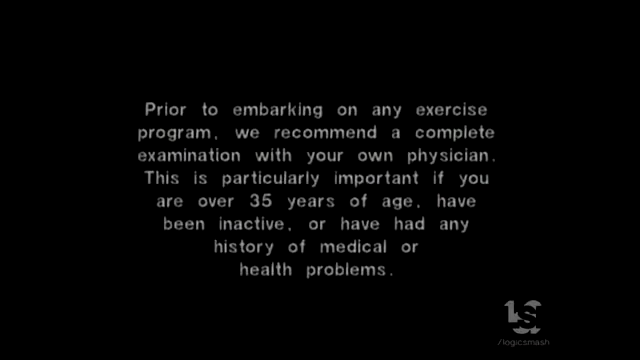 Prior to embarking on any exercise
program, we recommend a complete
examination with your own physician.
This is particularly important if you
are over 35 years of age, have
been inactive, or have had any
history of medical or
health problems.
/logicsmash